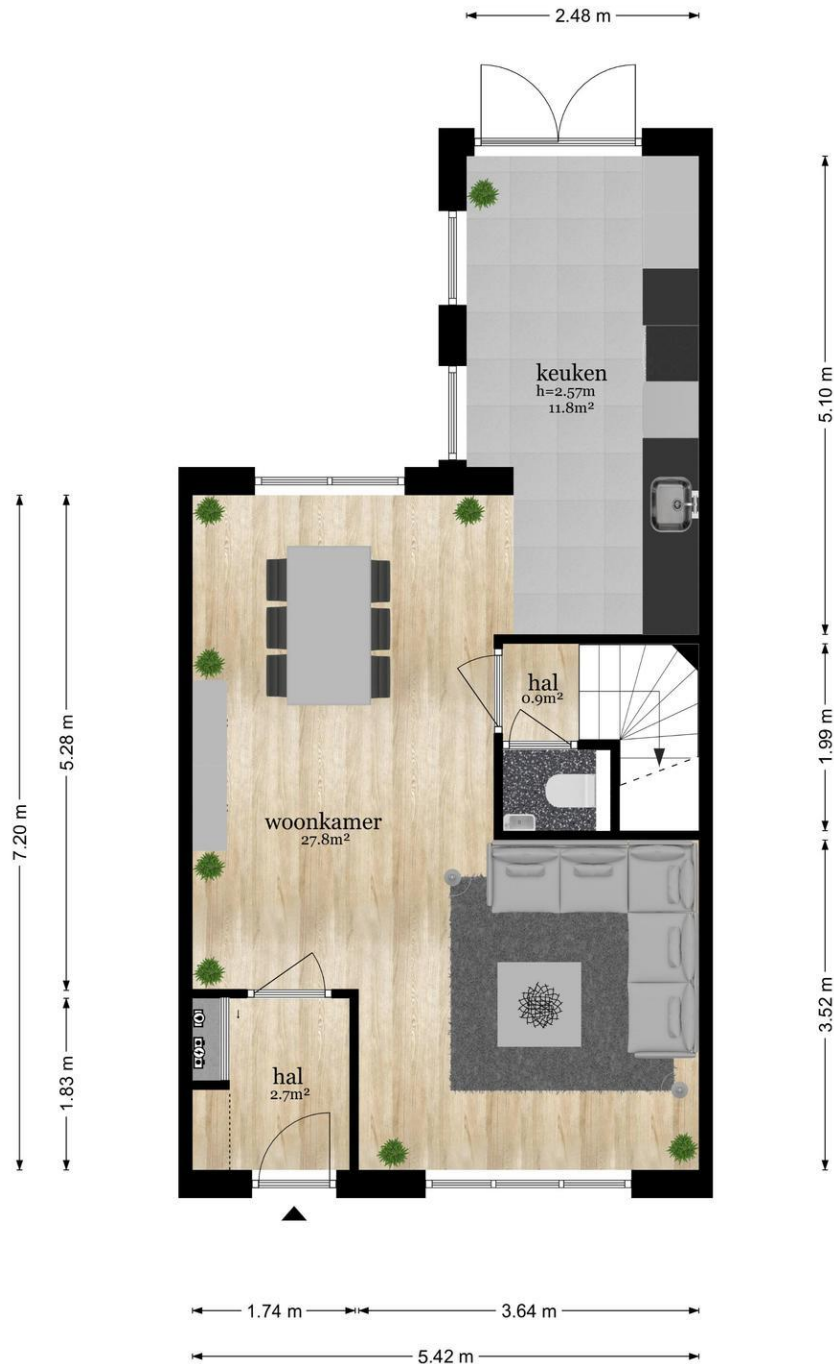 2.48 m
keuken
h=2.57m
11.8m²
5.10 m
hal
0.9m²
1.99 m
5.28 m
7.20 m
woonkamer
27.8m²
3.52 m
1.83 m
hal
2.7m²
1.74 m
3.64 m
5.42 m